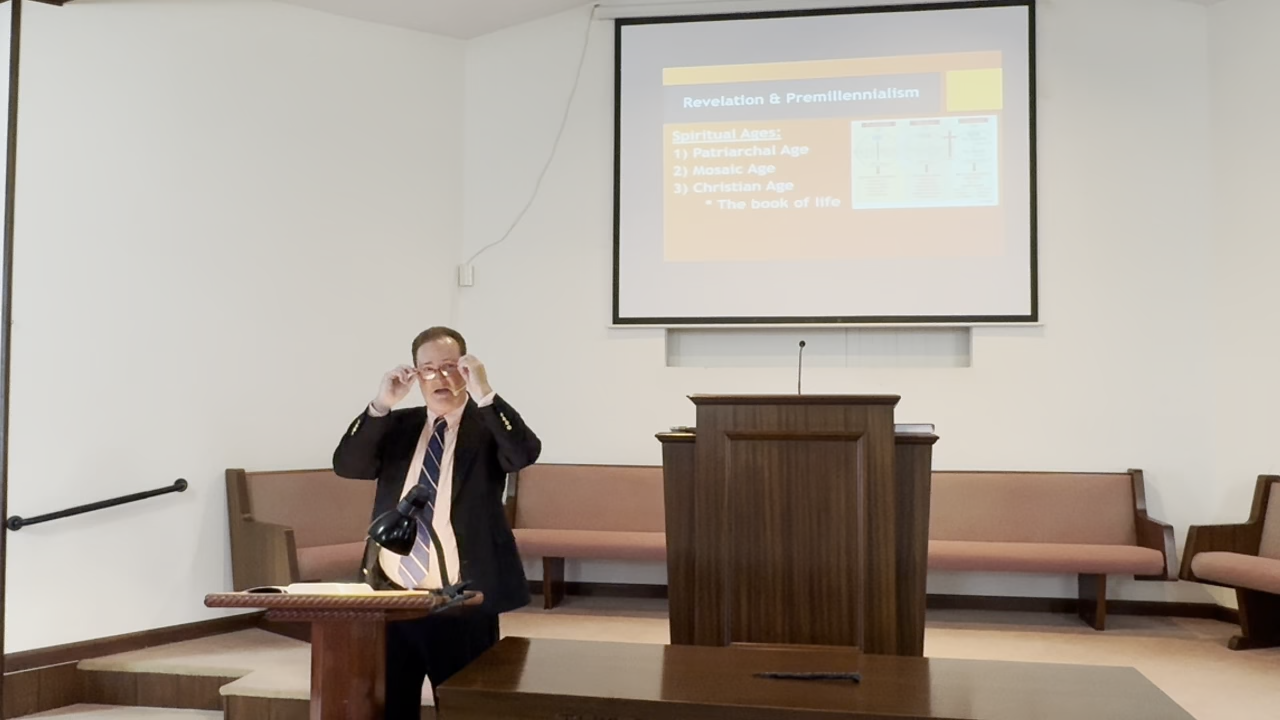 Revelation & Premillennialism
Spiritual Ages:
1) Patriarchal Age
2) Mosaic Age
3) Christian Age
* The book of life